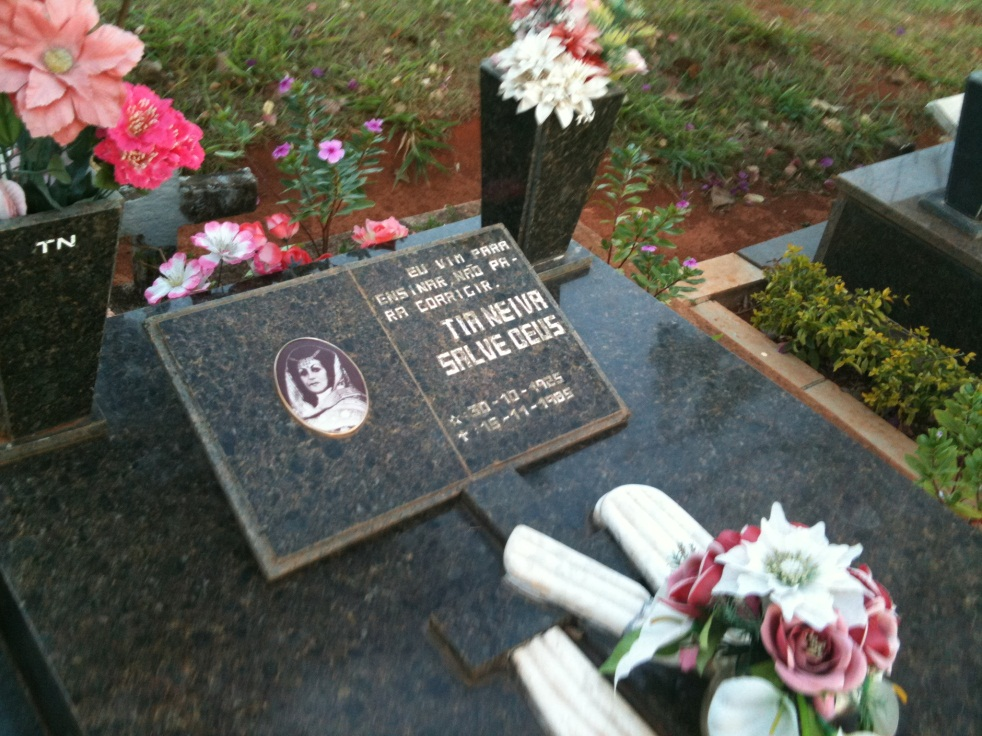 TN
EU VIM PARA
ENSINAR, NÃO PA-
RA CORRIGIR.
TIA NEIVA
SALVE DEUS
☆ 30-10-1925
✝ 15-11-1985